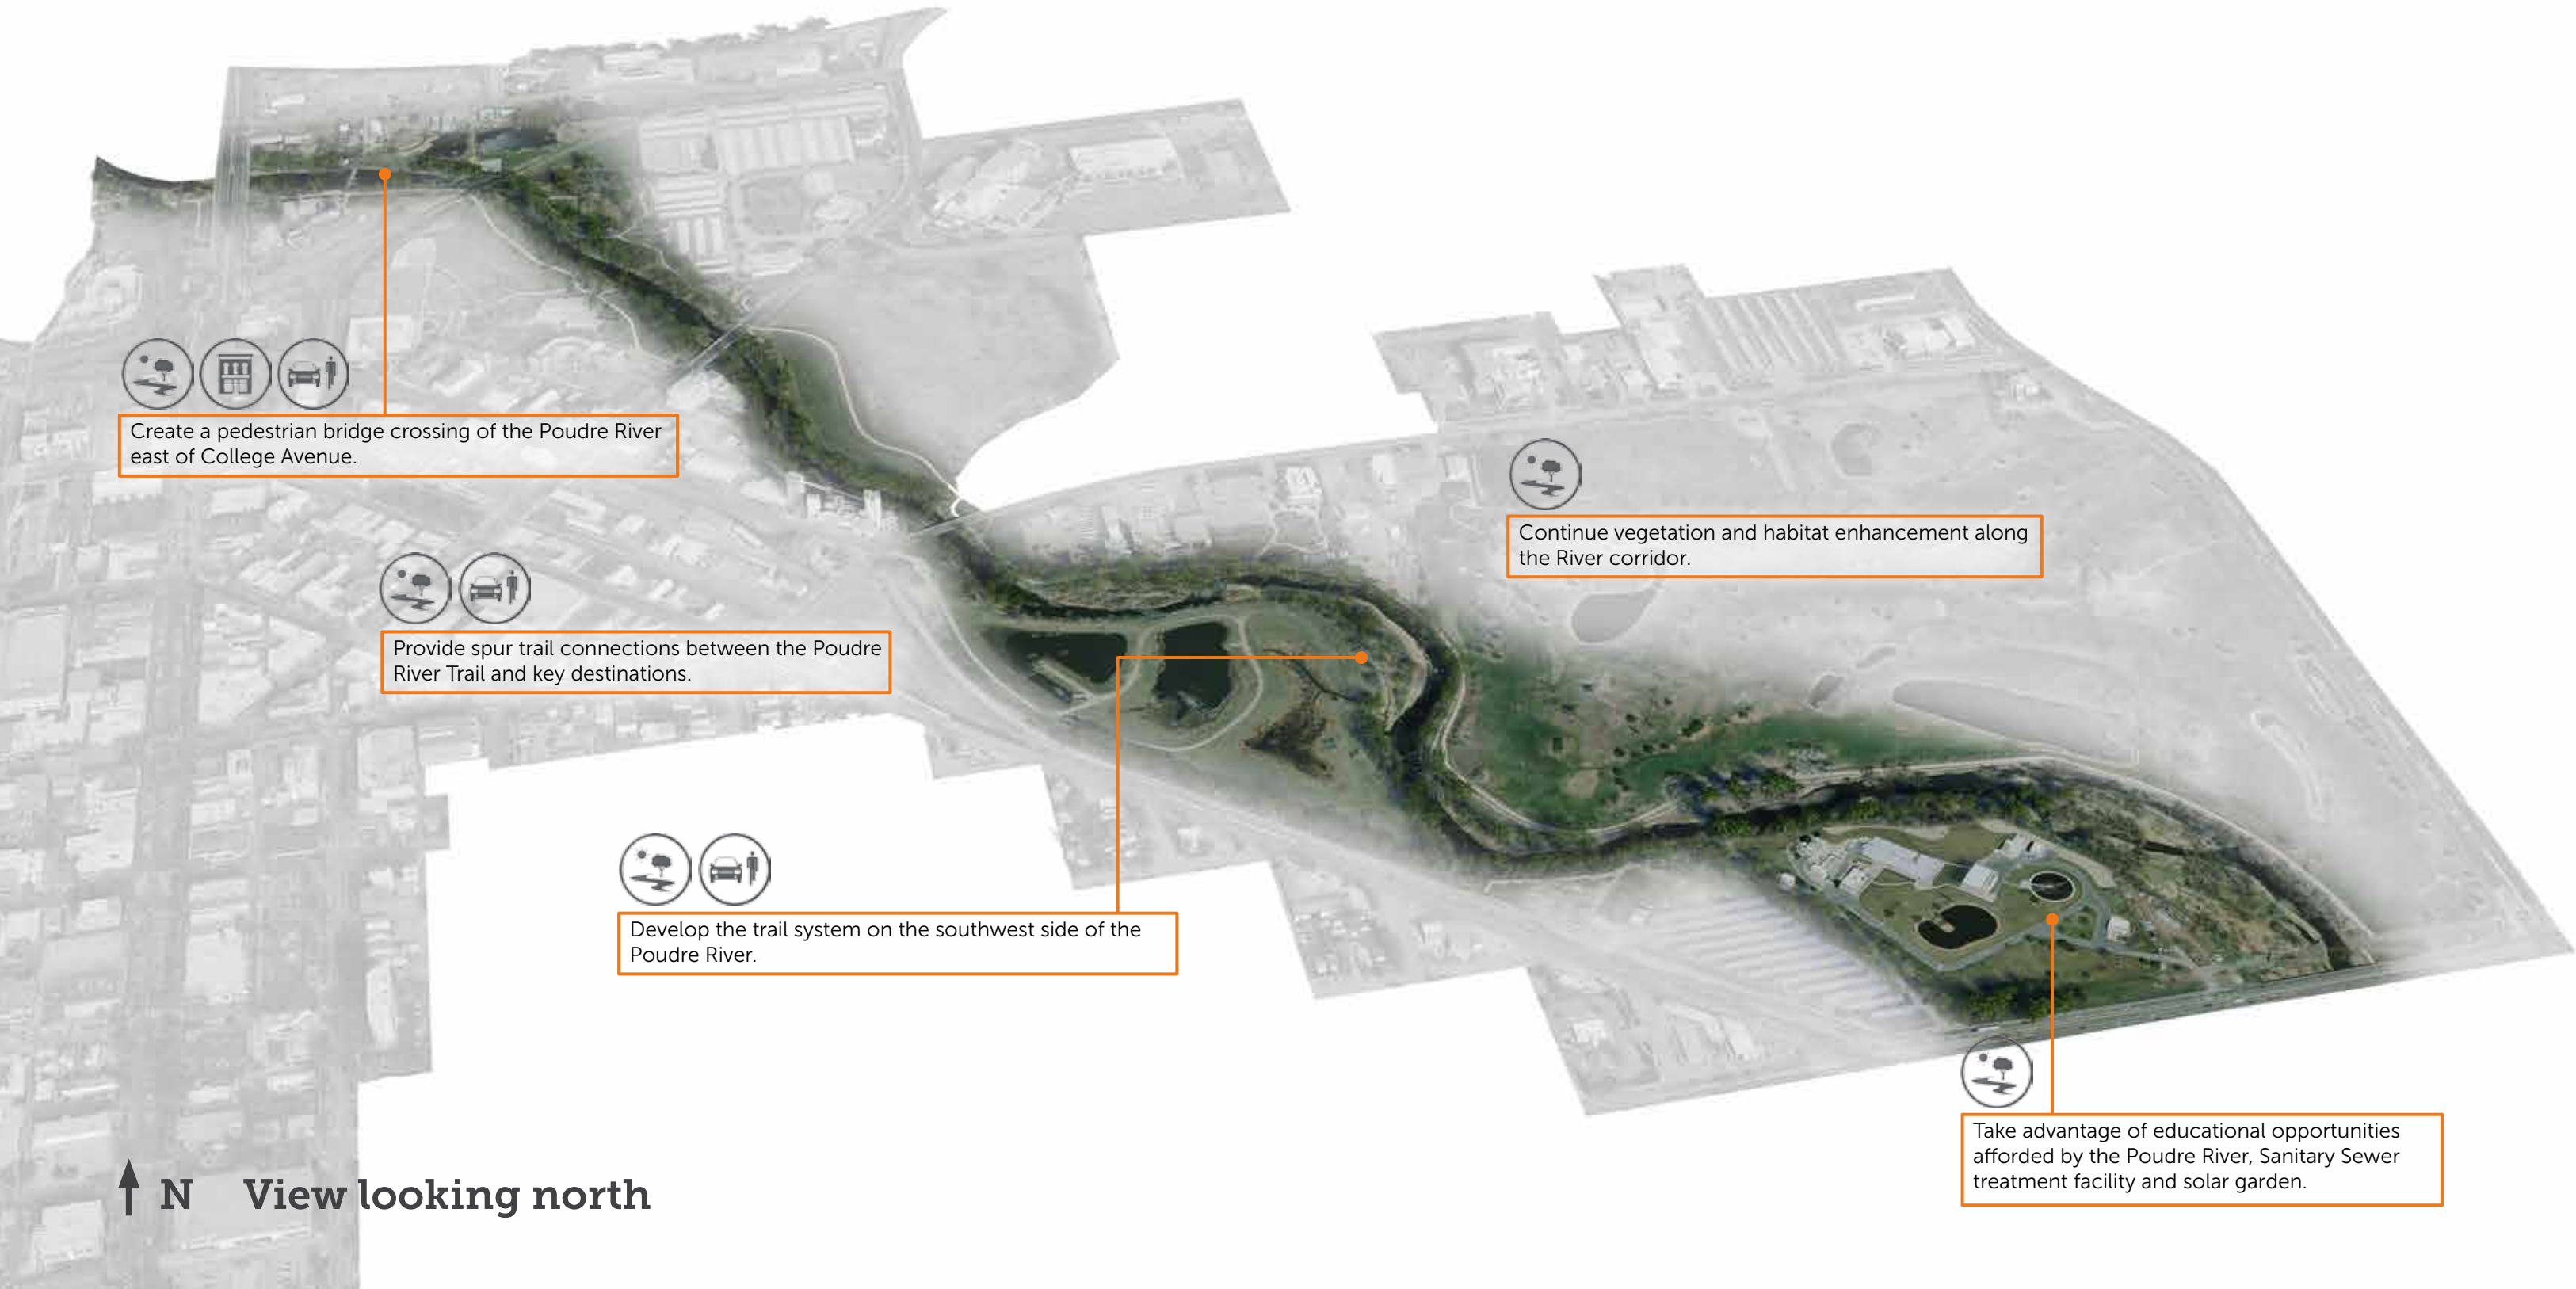 Create a pedestrian bridge crossing of the Poudre River
east of College Avenue.
Continue vegetation and habitat enhancement along
the River corridor.
Provide spur trail connections between the Poudre
River Trail and key destinations.
Develop the trail system on the southwest side of the
Poudre River.
Take advantage of educational opportunities
afforded by the Poudre River, Sanitary Sewer
treatment facility and solar garden.
N View looking north